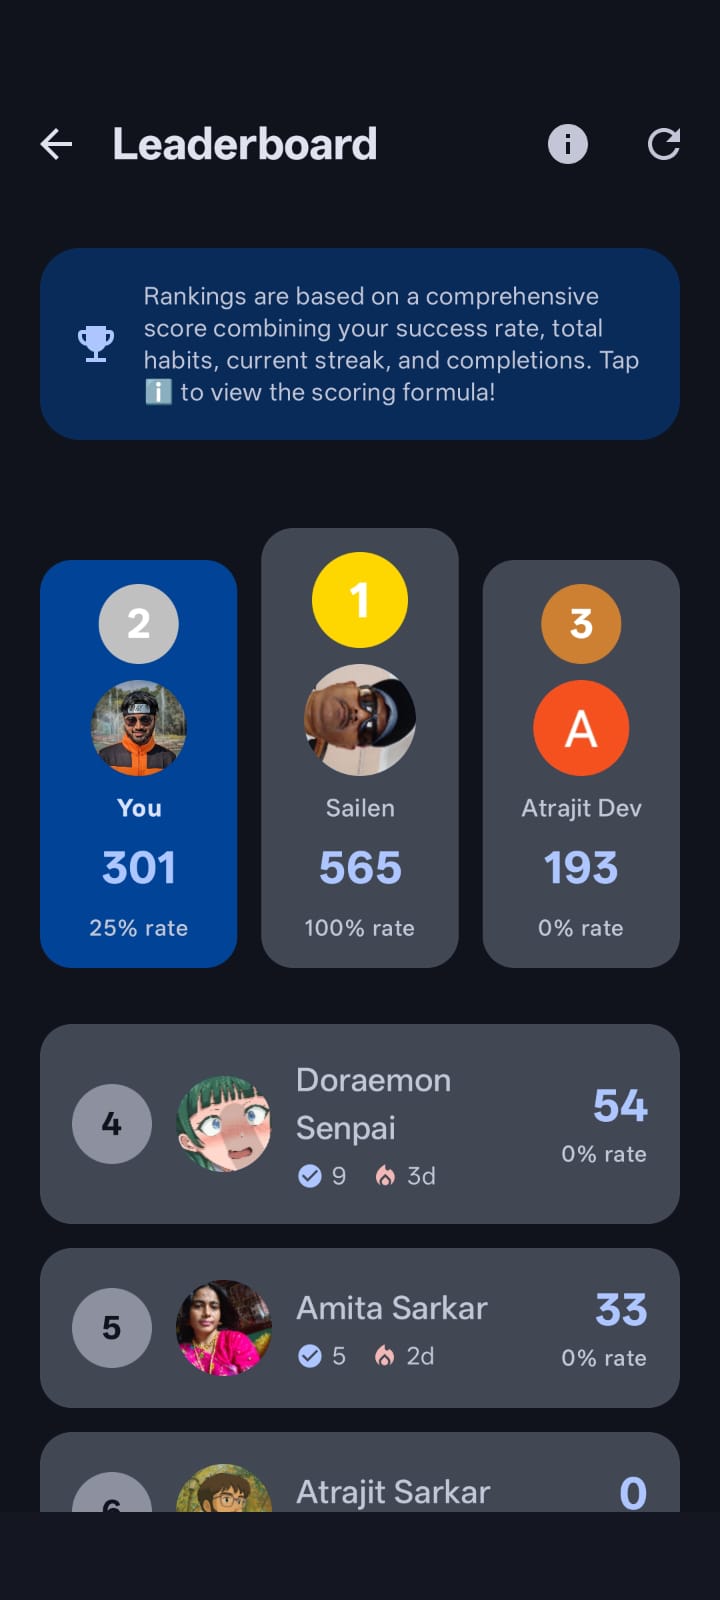 Leaderboard
Rankings are based on a comprehensive
score combining your success rate, total
habits, current streak, and completions. Tap
ℹ️ to view the scoring formula!
2
You
301
25% rate
1
Sailen
565
100% rate
3
A
Atrajit Dev
193
0% rate
4
Doraemon
Senpai
9 3d
54
0% rate
5
Amita Sarkar
5 2d
33
0% rate
6
Atrajit Sarkar
0